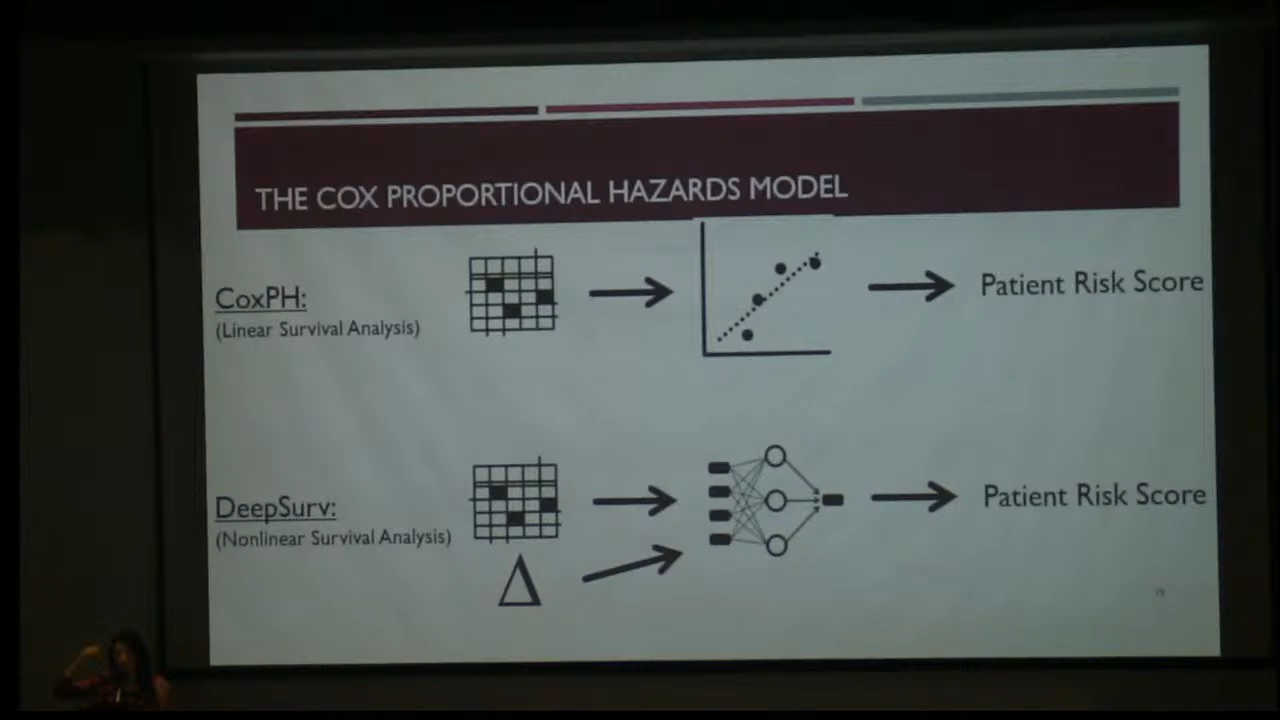 THE COX PROPORTIONAL HAZARDS MODEL
CoxPH:
(Linear Survival Analysis)
Patient Risk Score
DeepSurv:
(Nonlinear Survival Analysis)
Δ
Patient Risk Score